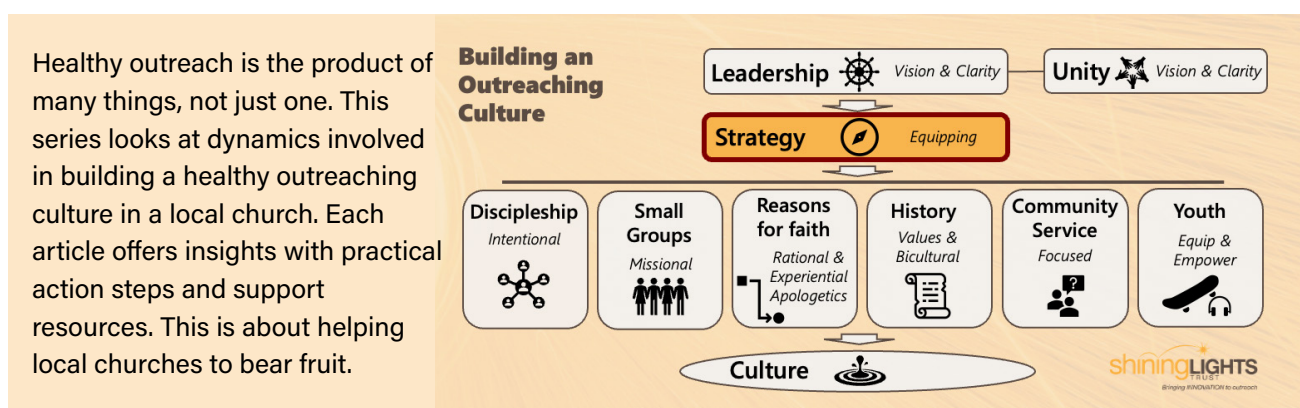 Healthy outreach is the product of
many things, not just one. This
series looks at dynamics involved
in building a healthy outreaching
culture in a local church. Each
article offers insights with practical
action steps and support
resources. This is about helping
local churches to bear fruit.
Building an
Outreaching
Culture
Leadership Vision & Clarity
Unity Vision & Clarity
Strategy Equipping
Discipleship
Intentional
Small
Groups
Missional
Reasons
for faith
Rational &
Experiential
Apologetics
History
Values &
Bicultural
Community
Service
Focused
?
Youth
Equip &
Empower
Culture
shiningLIGHTS
TRUST
Bringing INNOVATION to outreach